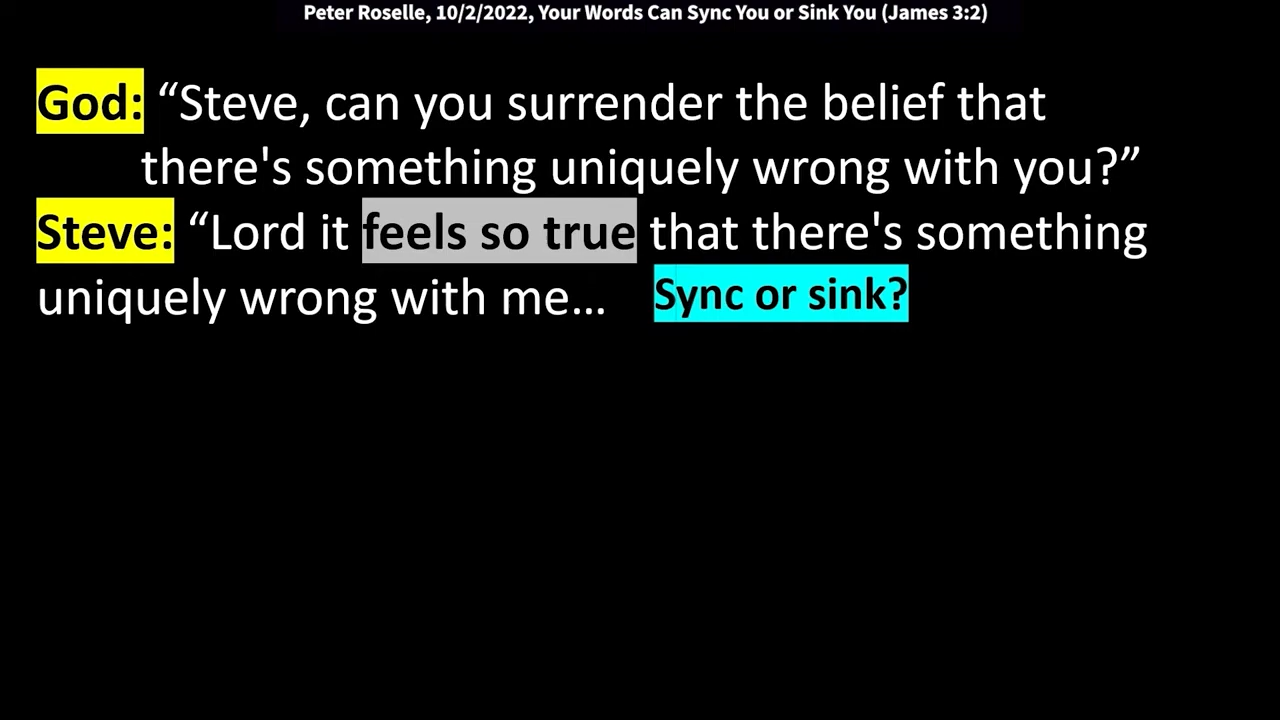 Peter Roselle, 10/2/2022, Your Words Can Sync You or Sink You (James 3:2)
God: “Steve, can you surrender the belief that
there's something uniquely wrong with you?”
Steve: “Lord it feels so true that there's something
uniquely wrong with me… Sync or sink?